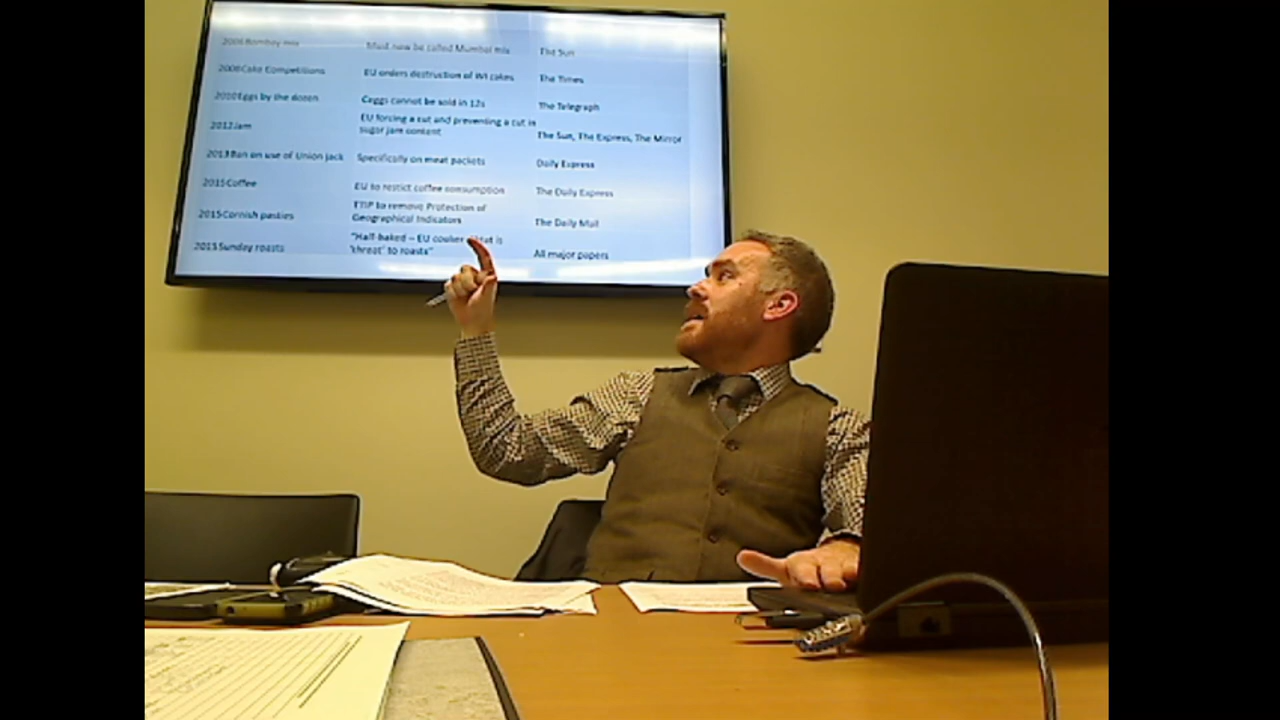 2006 Bombay mix Must now be called Mumbai mix The Sun
2008 Cake Competitions EU orders destruction of WI cakes The Times
2010 Eggs by the dozen Ceggs cannot be sold in 12s The Telegraph
2012 Jam EU forcing a cut and preventing a cut in
sugar jam content The Sun, The Express, The Mirror
2013 Ban on use of Union Jack Specifically on meat packets Daily Express
2015 Coffee EU to restict coffee consumption The Daily Express
2015 Cornish pasties TTIP to remove Protection of
Geographical Indicators The Daily Mail
2015 Sunday roasts "Half-baked – EU is
'threat' to roasts" All major papers